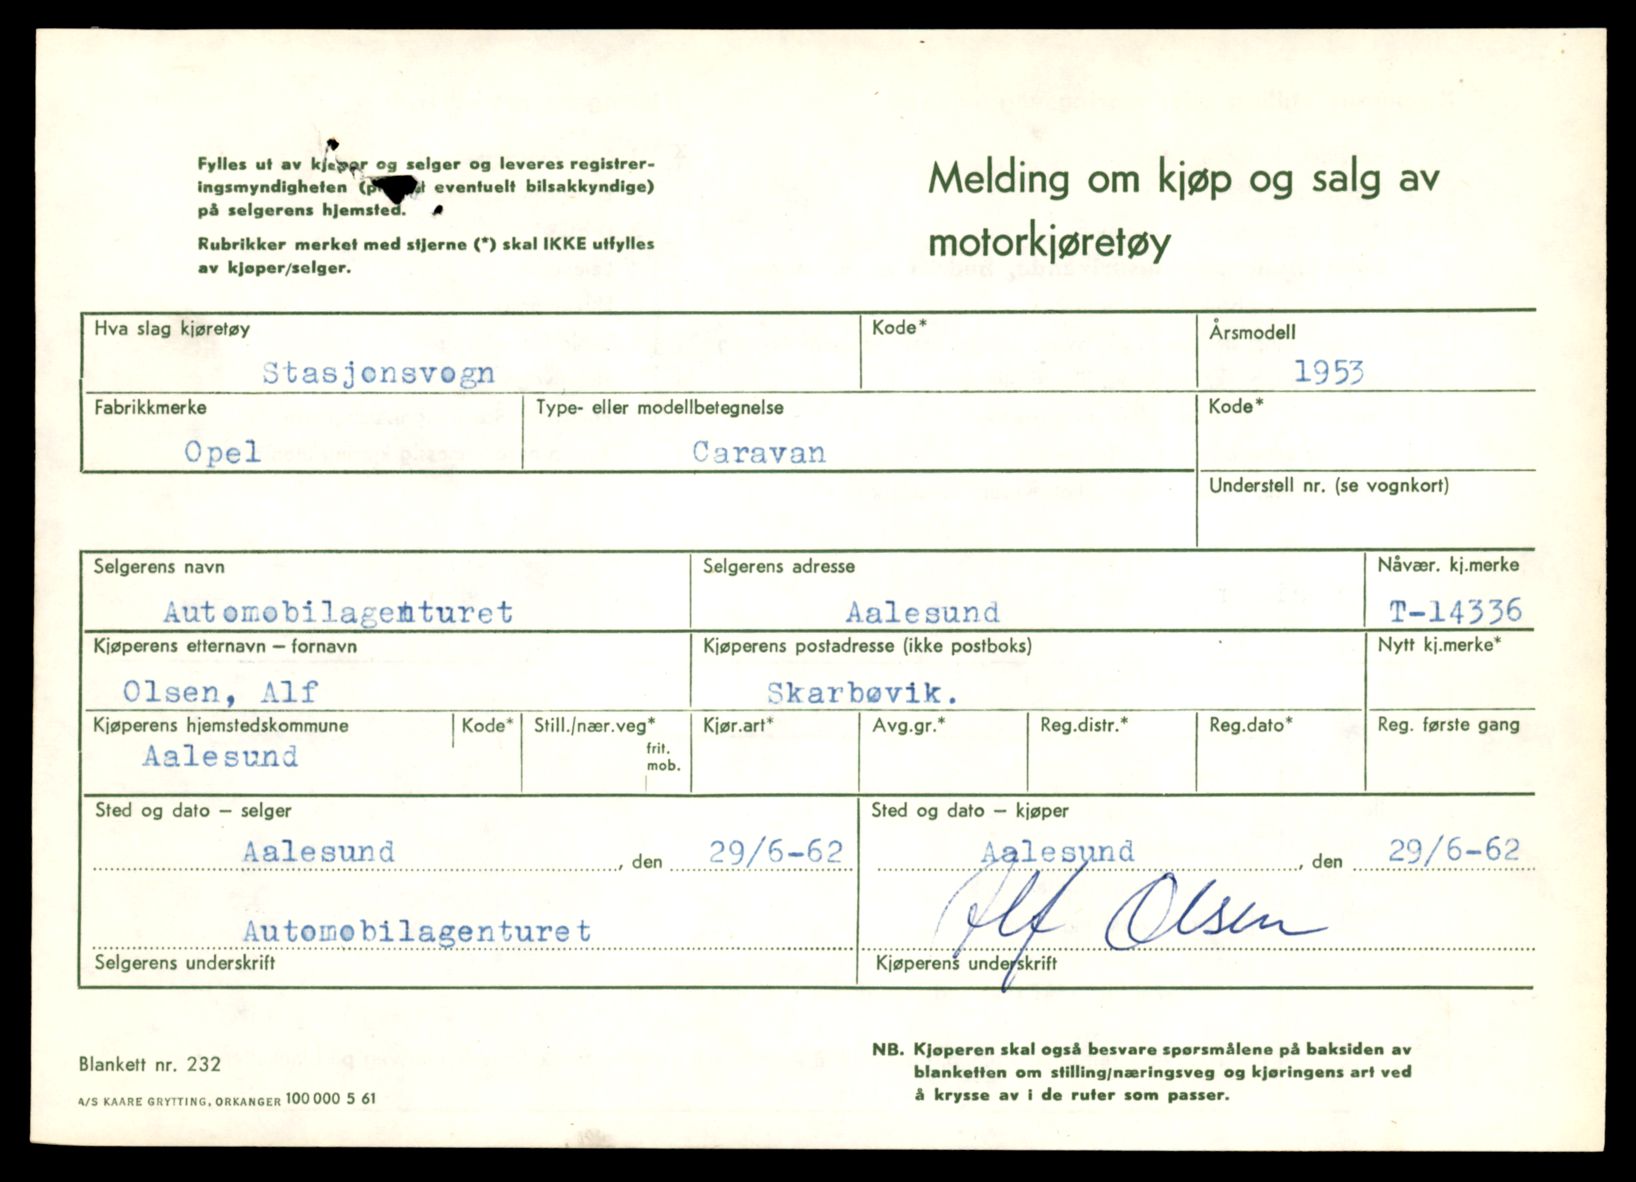 Fylles ut av kjøper og selger og leveres registrer-
ingsmyndigheten eventuelt bilsakkyndige)
på selgerens hjemsted.
Rubrikker merket med stjerne (*) skal IKKE utfylles
av kjøper/selger.
Melding om kjøp og salg av
motorkjøretøy
Hva slag kjøretøy Kode* Årsmodell
Stasjonsvogn 1953
Fabrikkmerke Type- eller modellbetegnelse Kode*
Opel Caravan
Understell nr. (se vognkort)
Selgerens navn Selgerens adresse Nåvær. kj.merke
Automobilagenturet Aalesund T-14336
Kjøperens etternavn – fornavn Kjøperens postadresse (ikke postboks) Nytt kj.merke*
Olsen, Alf Skarbøvik.
Kjøperens hjemstedskommune Kode* Still./nær.veg* Kjør.art* Avg.gr.* Reg.distr.* Reg.dato* Reg. første gang
Aalesund frit.
mob.
Sted og dato – selger Sted og dato – kjøper
Aalesund , den 29/6-62 Aalesund , den 29/6-62
Automobilagenturet Alf Olsen
Selgerens underskrift Kjøperens underskrift
Blankett nr. 232
A/S KAARE GRYTTING, ORKANGER 100 000 5 61
NB. Kjøperen skal også besvare spørsmålene på baksiden av
blanketten om stilling/næringsveg og kjøringens art ved
å krysse av i de ruter som passer.